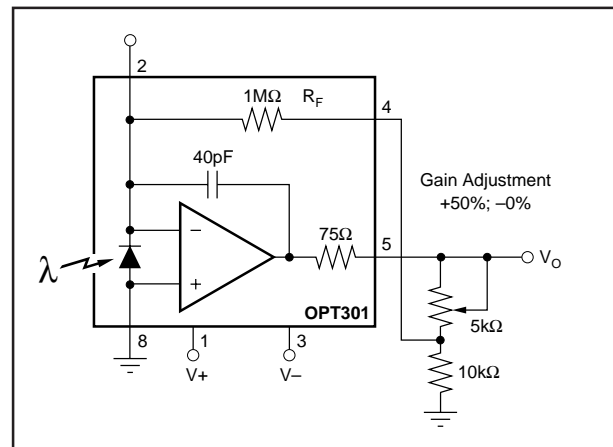 2
1MΩ R_F
4
40pF
Gain Adjustment
+50%; –0%
75Ω
5
V_O
λ
–
+
5kΩ
OPT301
8
1
3
10kΩ
V+
V–